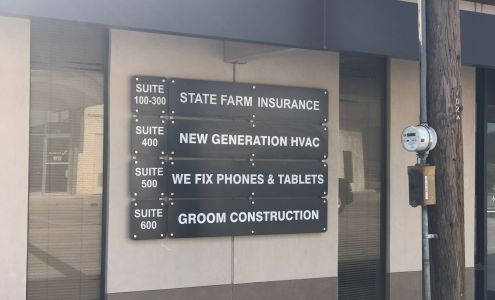 SUITE 100-300 STATE FARM INSURANCE
SUITE 400 NEW GENERATION HVAC
SUITE 500 WE FIX PHONES & TABLETS
SUITE 600 GROOM CONSTRUCTION